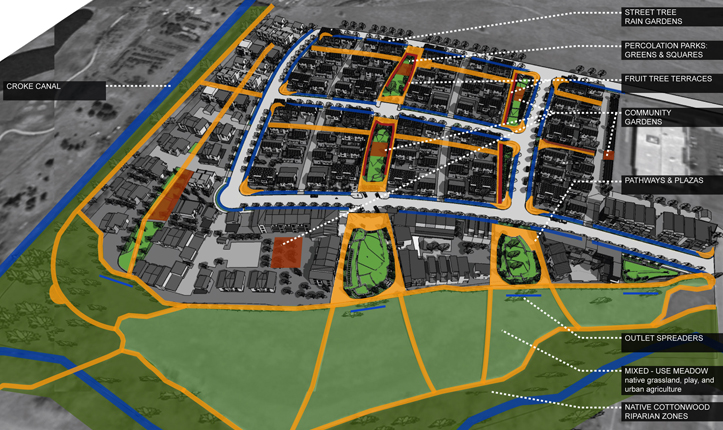 STREET TREE
RAIN GARDENS
PERCOLATION PARKS:
GREENS & SQUARES
CROKE CANAL
FRUIT TREE TERRACES
COMMUNITY
GARDENS
PATHWAYS & PLAZAS
OUTLET SPREADERS
MIXED - USE MEADOW
native grassland, play, and
urban agriculture
NATIVE COTTONWOOD
RIPARIAN ZONES